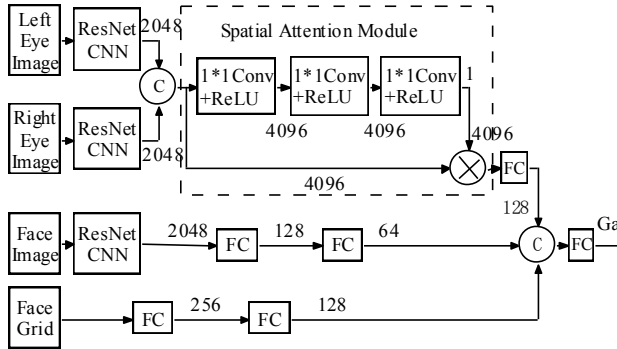 Left
Eye
Image
ResNet
CNN
2048
Spatial Attention Module
C
1*1Conv
+ReLU
1*1Conv
+ReLU
1*1Conv
+ReLU
1
4096
4096
4096
Right
Eye
Image
ResNet
CNN
2048
4096
FC
128
Face
Image
ResNet
CNN
2048
FC
128
FC
64
C
FC
Ga
Face
Grid
FC
256
FC
128